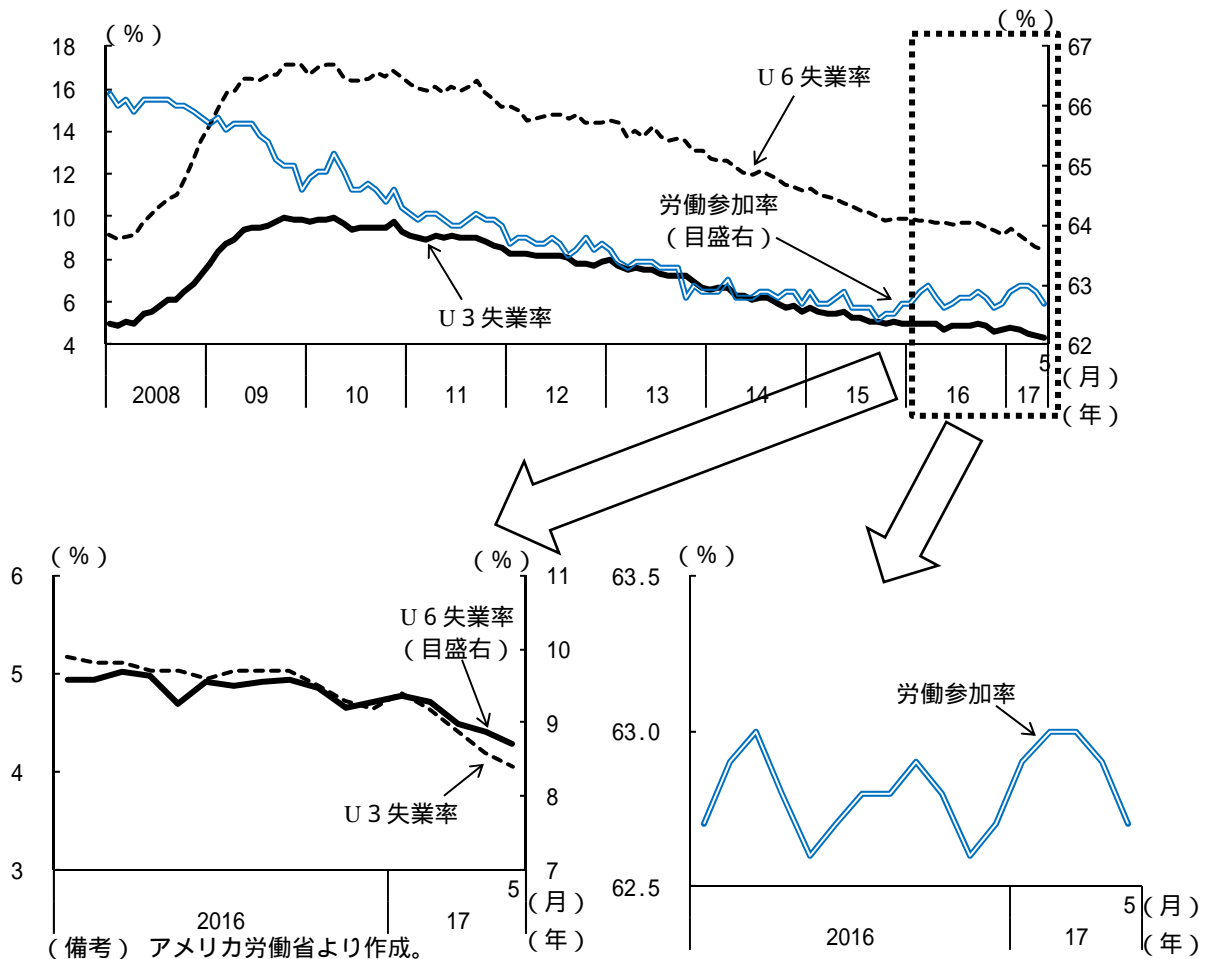 （％）
（％）
18
16
14
12
10
8
6
4
67
66
65
64
63
62
U６失業率
労働参加率
（目盛右）
U３失業率
5
（月）
2008 09 10 11 12 13 14 15 16 17
（年）
（％）
（％）
6
5
4
3
11
10
9
8
7
U６失業率
（目盛右）
U３失業率
5
（月）
2016 17
（年）
（％）
63.5
63.0
62.5
労働参加率
5
（月）
2016 17
（年）
（備考） アメリカ労働省より作成。